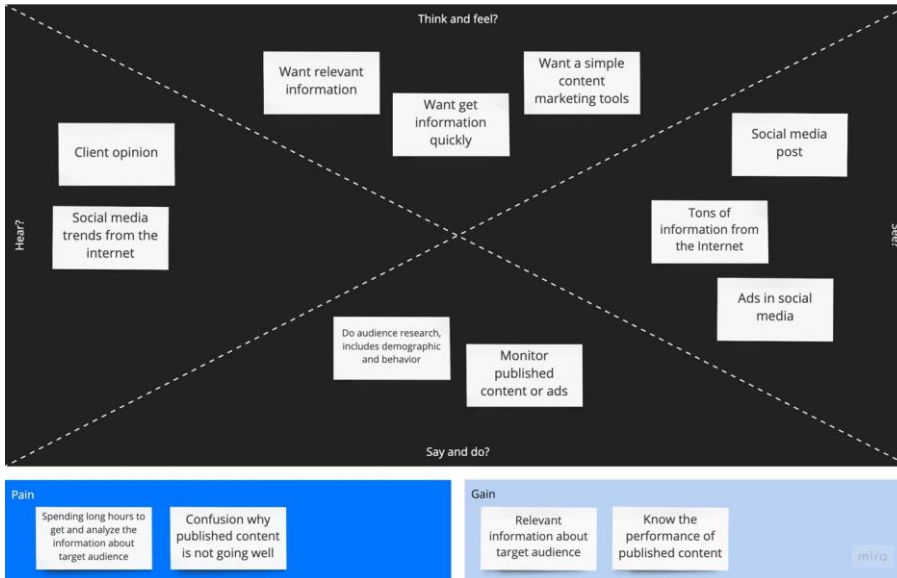 Think and feel?
Want relevant
information
Want get
information
quickly
Want a simple
content
marketing tools
Client opinion
Social media
trends from the
internet
Hear?
Social media
post
Tons of
information from
the Internet
Ads in social
media
See?
Do audience research,
includes demographic
and behavior
Monitor
published
content or ads
Say and do?
Pain
Spending long hours to
get and analyze the
information about
target audience
Confusion why
published content
is not going well
Gain
Relevant
information about
target audience
Know the
performance of
published content
miro